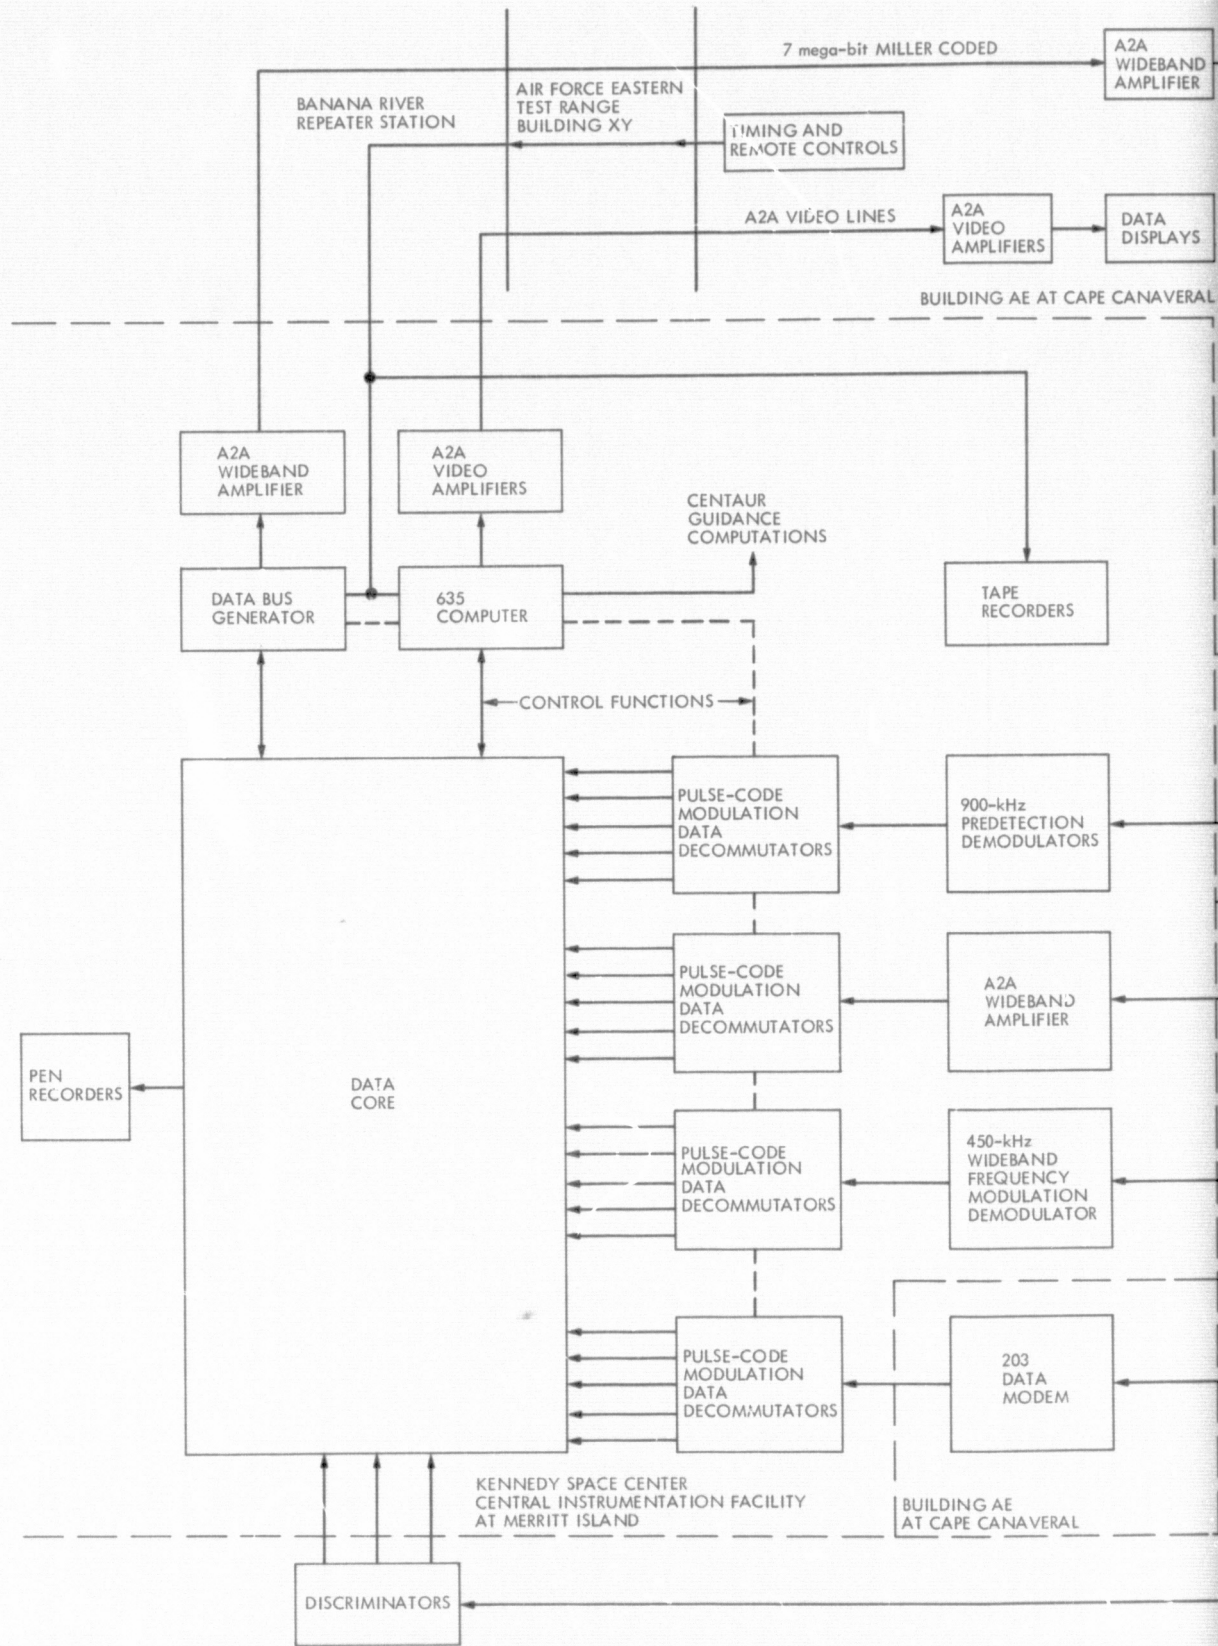 7 mega-bit MILLER CODED
A2A
WIDEBAND
AMPLIFIER
BANANA RIVER
REPEATER STATION
AIR FORCE EASTERN
TEST RANGE
BUILDING XY
TIMING AND
REMOTE CONTROLS
A2A VIDEO LINES
A2A
VIDEO
AMPLIFIERS
DATA
DISPLAYS
BUILDING AE AT CAPE CANAVERAL
A2A
WIDEBAND
AMPLIFIER
A2A
VIDEO
AMPLIFIERS
CENTAUR
GUIDANCE
COMPUTATIONS
DATA BUS
GENERATOR
635
COMPUTER
TAPE
RECORDERS
CONTROL FUNCTIONS
PULSE-CODE
MODULATION
DATA
DECOMMUTATORS
900-kHz
PREDETECTION
DEMODULATORS
PULSE-CODE
MODULATION
DATA
DECOMMUTATORS
A2A
WIDEBAND
AMPLIFIER
PEN
RECORDERS
DATA
CORE
PULSE-CODE
MODULATION
DATA
DECOMMUTATORS
450-kHz
WIDEBAND
FREQUENCY
MODULATION
DEMODULATOR
PULSE-CODE
MODULATION
DATA
DECOMMUTATORS
203
DATA
MODEM
KENNEDY SPACE CENTER
CENTRAL INSTRUMENTATION FACILITY
AT MERRITT ISLAND
BUILDING AE
AT CAPE CANAVERAL
DISCRIMINATORS